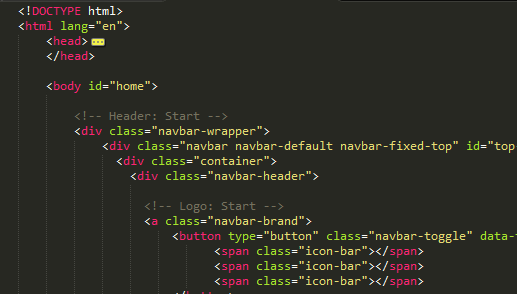 <!DOCTYPE html>
<html lang="en">
<head>
</head>
<body id="home">
<!-- Header: Start -->
<div class="navbar-wrapper">
<div class="navbar navbar-default navbar-fixed-top" id="top
<div class="container">
<div class="navbar-header">
<!-- Logo: Start -->
<a class="navbar-brand">
<button type="button" class="navbar-toggle" data-
<span class="icon-bar"></span>
<span class="icon-bar"></span>
<span class="icon-bar"></span>